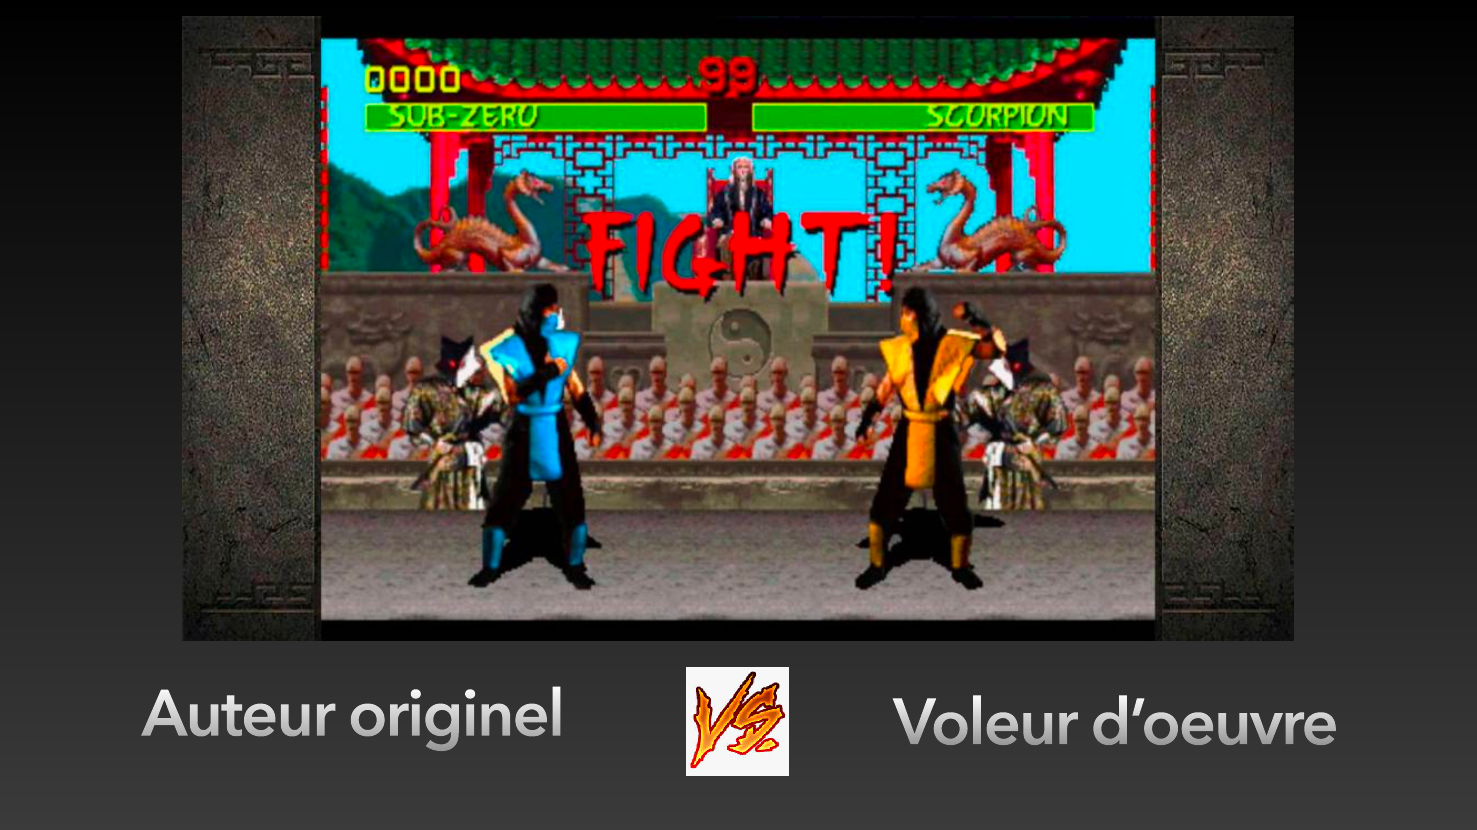 0000
99
SUB-ZERO
SCORPION
FIGHT!
Auteur originel
VS.
Voleur d’oeuvre